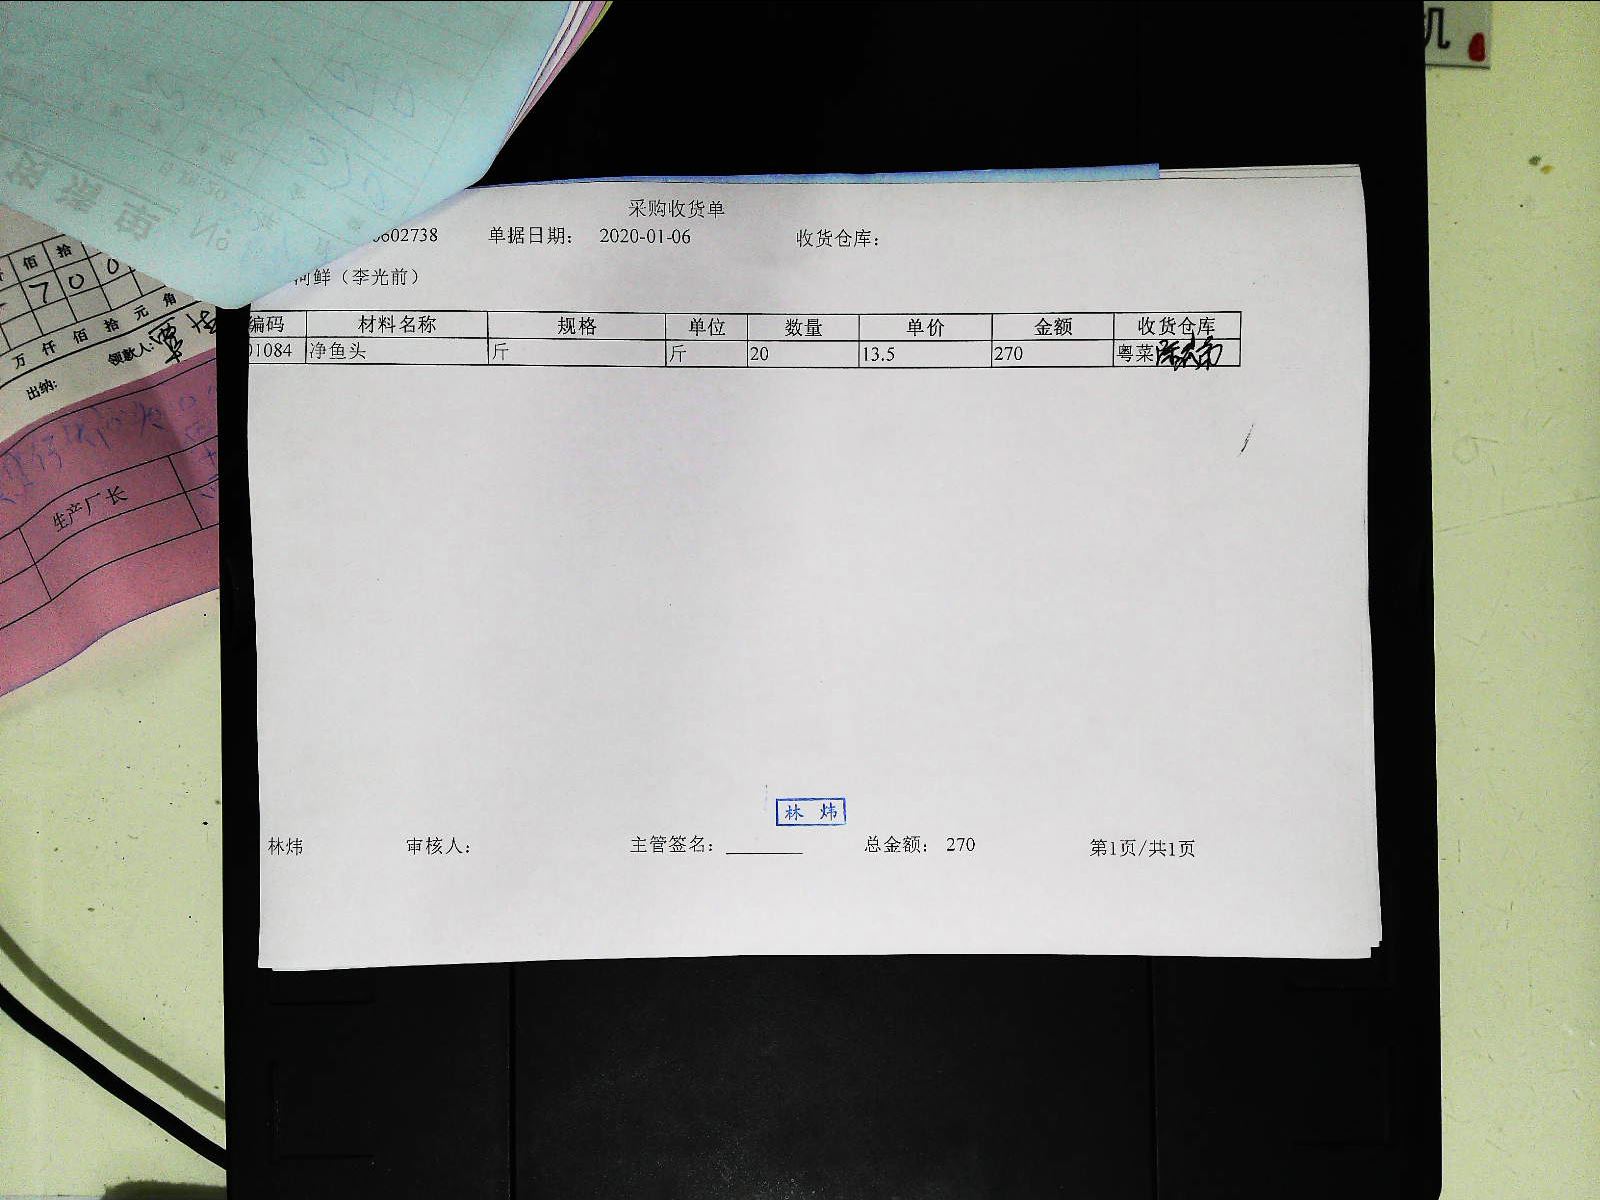 采购收货单
0602738 单据日期： 2020-01-06 收货仓库：
河鲜（李光前）
编码 材料名称 规格 单位 数量 单价 金额 收货仓库
01084 净鱼头 斤 斤 20 13.5 270 粤菜
林炜
林炜 审核人： 主管签名： 总金额： 270 第1页/共1页
机
佰 拾
7 0 0
万 仟 佰 拾 元 角
领款人:
出纳:
生产厂长